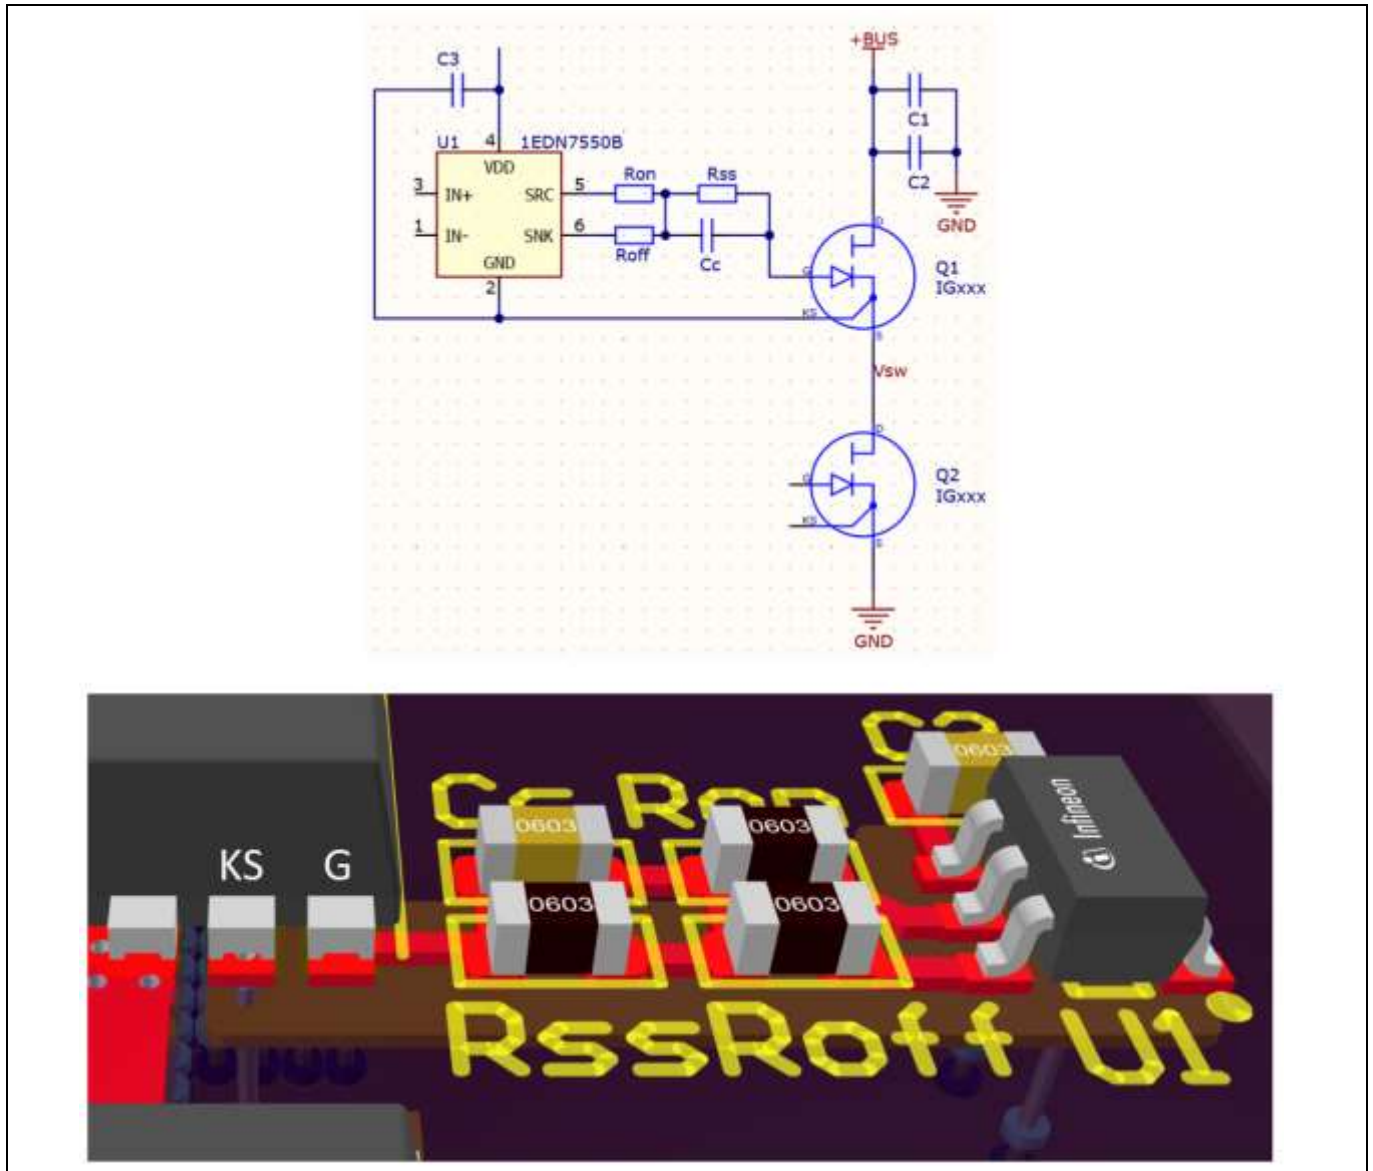 +BUS
C3
C1
U1 4 1EDN7550B
VDD
C2
Ron Rss
3 IN+ SRC 5
GND
1 IN- SNK 6
Roff Cc
G
D
Q1
IGxxx
GND
2
KS
S
Vsw
D
Q2
IGxxx
G
KS
S
GND
C3
0603
Infineon
Cc Ron
0603 0603
KS G
0603 0603
Rss Roff U1